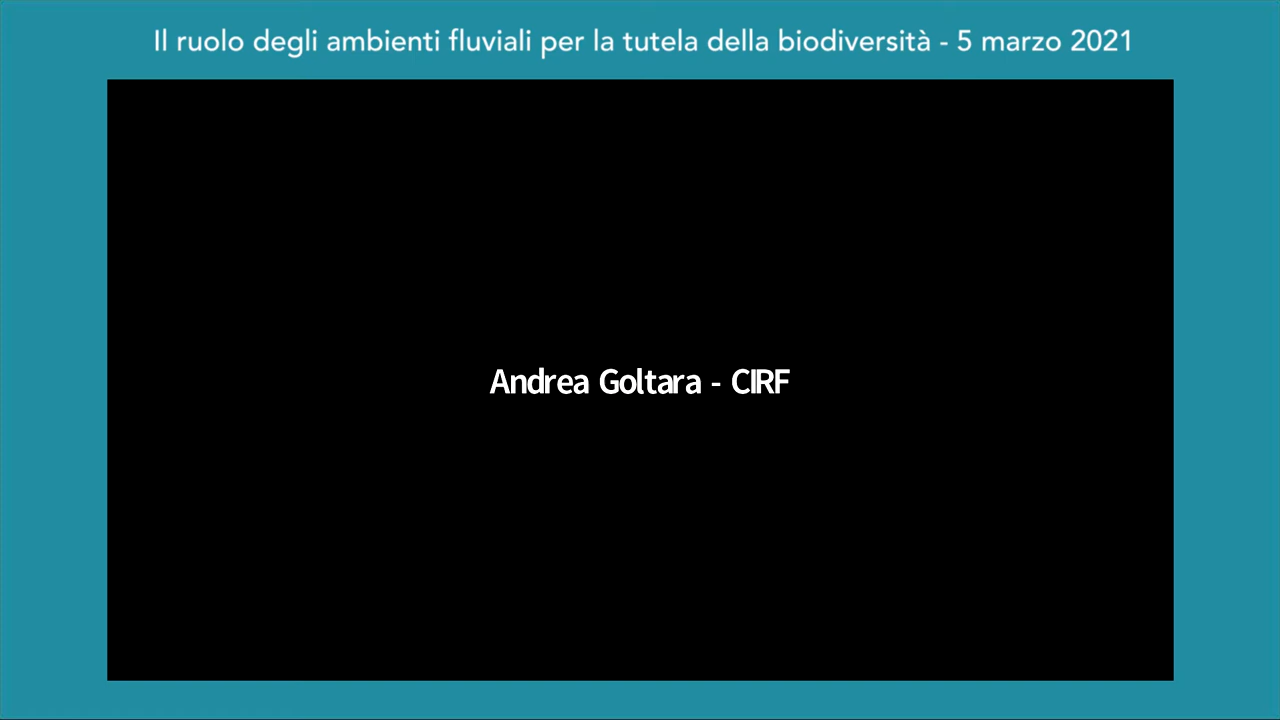 Il ruolo degli ambienti fluviali per la tutela della biodiversità - 5 marzo 2021
Andrea Goltara - CIRF